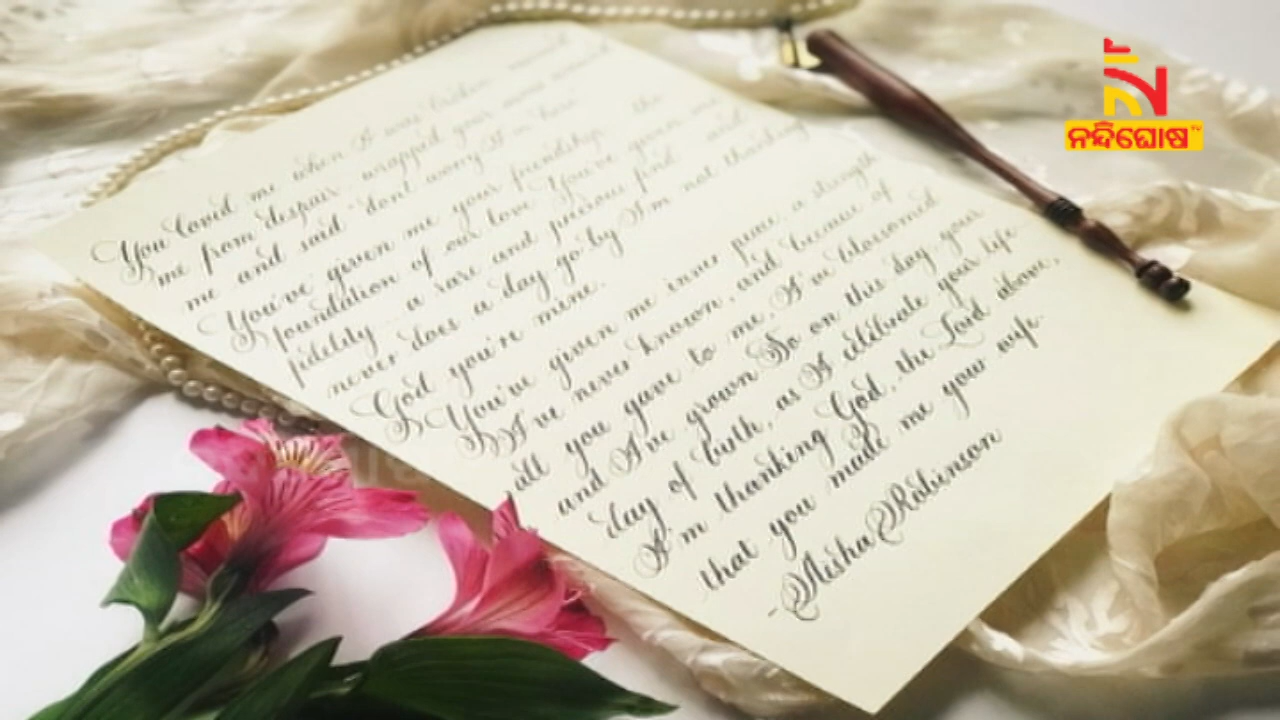 You loved me when I was broken
me from despair, wrapped your arms
me and said "don't worry I'm here"
You've given me your friendship, the
foundation of our love. You've given me
fidelity... a rare and precious find and
never does a day go by I'm not thanking
God you're mine.
You've given me inner peace, a strength
I've never known, and because of
all you gave to me, I've blossomed
and I've grown. So on this day, your
day of birth, as I celebrate your life
I'm thanking God, the Lord above,
that you made me your wife.
-Aisha Robinson
ନନ୍ଦିଘୋଷ TV